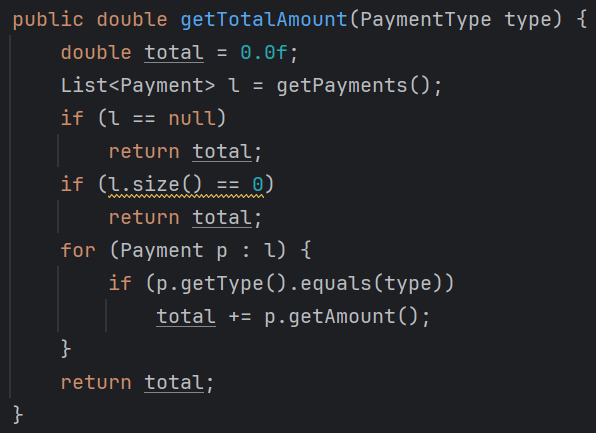 public double getTotalAmount(PaymentType type) {
    double total = 0.0f;
    List<Payment> l = getPayments();
    if (l == null)
        return total;
    if (l.size() == 0)
        return total;
    for (Payment p : l) {
        if (p.getType().equals(type))
            total += p.getAmount();
    }
    return total;
}